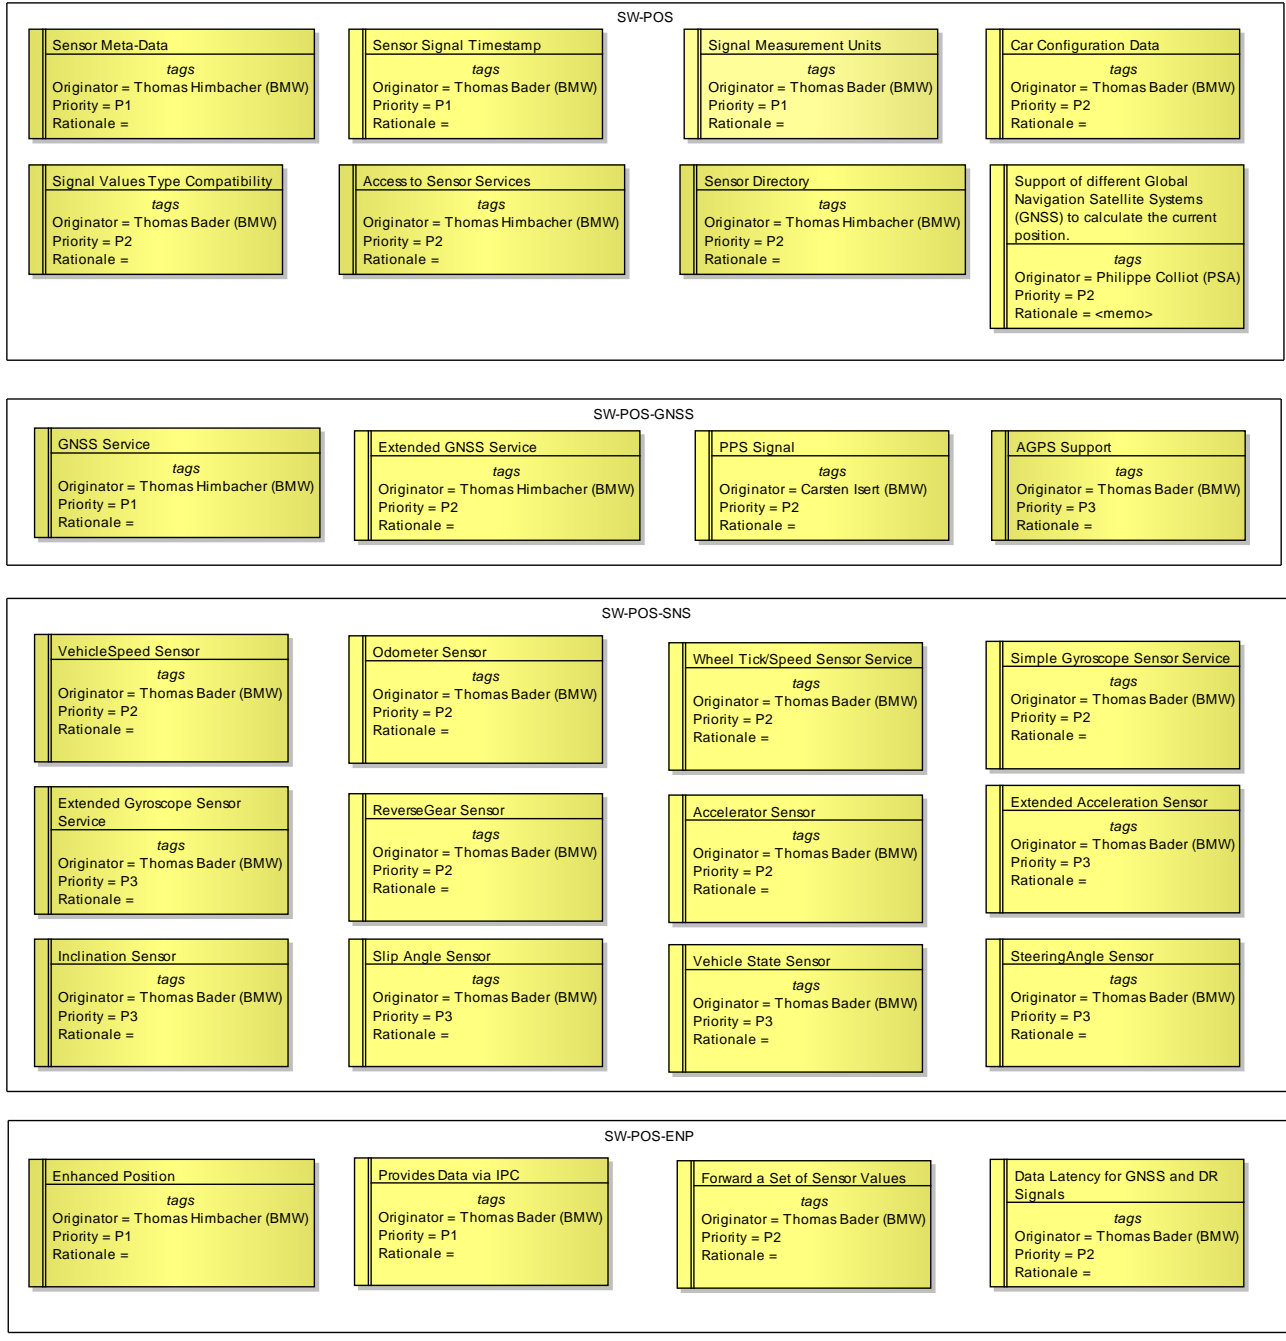 SW-POS
Sensor Meta-Data
tags
Originator = Thomas Himbacher (BMW)
Priority = P1
Rationale =
Sensor Signal Timestamp
tags
Originator = Thomas Bader (BMW)
Priority = P1
Rationale =
Signal Measurement Units
tags
Originator = Thomas Bader (BMW)
Priority = P1
Rationale =
Car Configuration Data
tags
Originator = Thomas Bader (BMW)
Priority = P2
Rationale =
Signal Values Type Compatibility
tags
Originator = Thomas Bader (BMW)
Priority = P2
Rationale =
Access to Sensor Services
tags
Originator = Thomas Himbacher (BMW)
Priority = P2
Rationale =
Sensor Directory
tags
Originator = Thomas Himbacher (BMW)
Priority = P2
Rationale =
Support of different Global
Navigation Satellite Systems
(GNSS) to calculate the current
position.
tags
Originator = Philippe Colliot (PSA)
Priority = P2
Rationale = <memo>
SW-POS-GNSS
GNSS Service
tags
Originator = Thomas Himbacher (BMW)
Priority = P1
Rationale =
Extended GNSS Service
tags
Originator = Thomas Himbacher (BMW)
Priority = P2
Rationale =
PPS Signal
tags
Originator = Carsten Isert (BMW)
Priority = P2
Rationale =
AGPS Support
tags
Originator = Thomas Bader (BMW)
Priority = P3
Rationale =
SW-POS-SNS
VehicleSpeed Sensor
tags
Originator = Thomas Bader (BMW)
Priority = P2
Rationale =
Odometer Sensor
tags
Originator = Thomas Bader (BMW)
Priority = P2
Rationale =
Wheel Tick/Speed Sensor Service
tags
Originator = Thomas Bader (BMW)
Priority = P2
Rationale =
Simple Gyroscope Sensor Service
tags
Originator = Thomas Bader (BMW)
Priority = P2
Rationale =
Extended Gyroscope Sensor
Service
tags
Originator = Thomas Bader (BMW)
Priority = P3
Rationale =
ReverseGear Sensor
tags
Originator = Thomas Bader (BMW)
Priority = P2
Rationale =
Accelerator Sensor
tags
Originator = Thomas Bader (BMW)
Priority = P2
Rationale =
Extended Acceleration Sensor
tags
Originator = Thomas Bader (BMW)
Priority = P3
Rationale =
Inclination Sensor
tags
Originator = Thomas Bader (BMW)
Priority = P3
Rationale =
Slip Angle Sensor
tags
Originator = Thomas Bader (BMW)
Priority = P3
Rationale =
Vehicle State Sensor
tags
Originator = Thomas Bader (BMW)
Priority = P3
Rationale =
SteeringAngle Sensor
tags
Originator = Thomas Bader (BMW)
Priority = P3
Rationale =
SW-POS-ENP
Enhanced Position
tags
Originator = Thomas Himbacher (BMW)
Priority = P1
Rationale =
Provides Data via IPC
tags
Originator = Thomas Bader (BMW)
Priority = P1
Rationale =
Forward a Set of Sensor Values
tags
Originator = Thomas Bader (BMW)
Priority = P2
Rationale =
Data Latency for GNSS and DR
Signals
tags
Originator = Thomas Bader (BMW)
Priority = P2
Rationale =